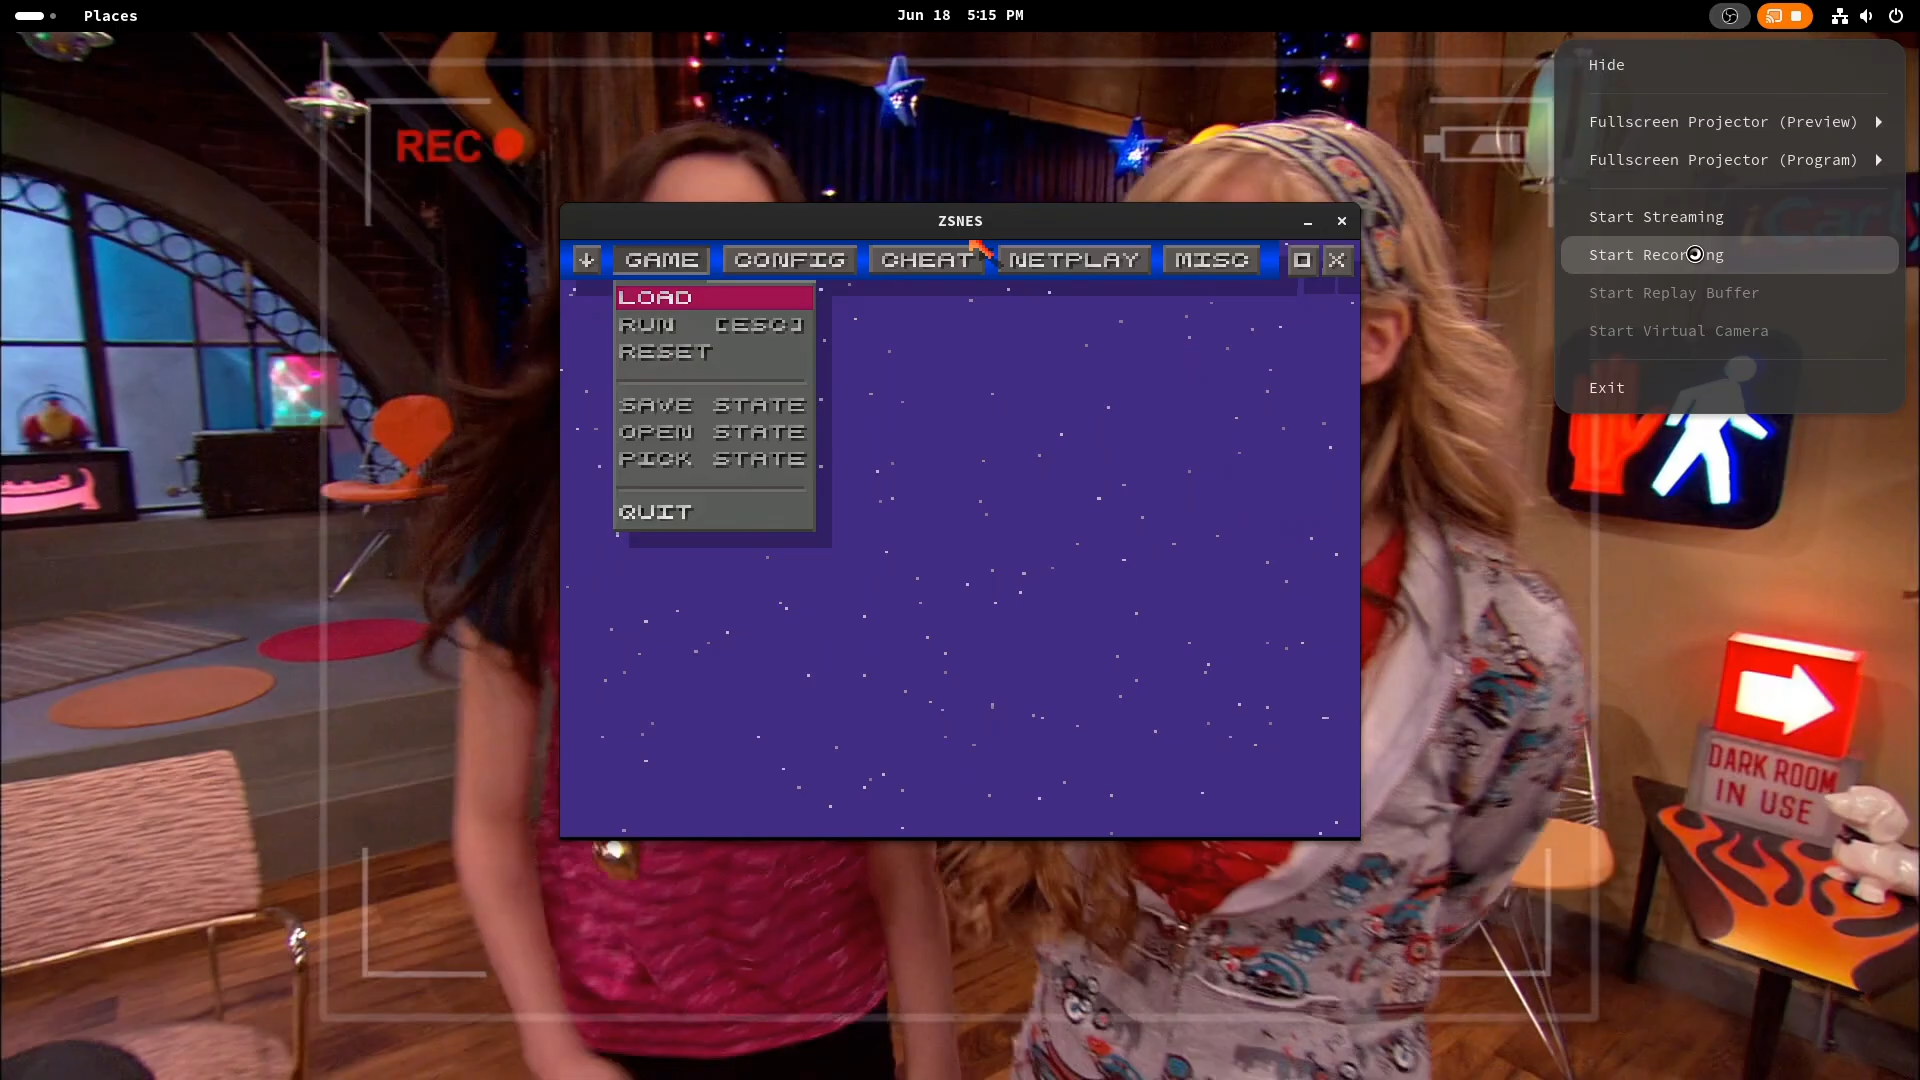 Places
Jun 18 5:15 PM
Hide
Fullscreen Projector (Preview)
Fullscreen Projector (Program)
Start Streaming
Start Recording
Start Replay Buffer
Start Virtual Camera
Exit
REC
iCarly
ZSNES
GAME CONFIG CHEAT NETPLAY MISC
LOAD
RUN [ESC]
RESET
SAVE STATE
OPEN STATE
PICK STATE
QUIT
DARK ROOM
IN USE